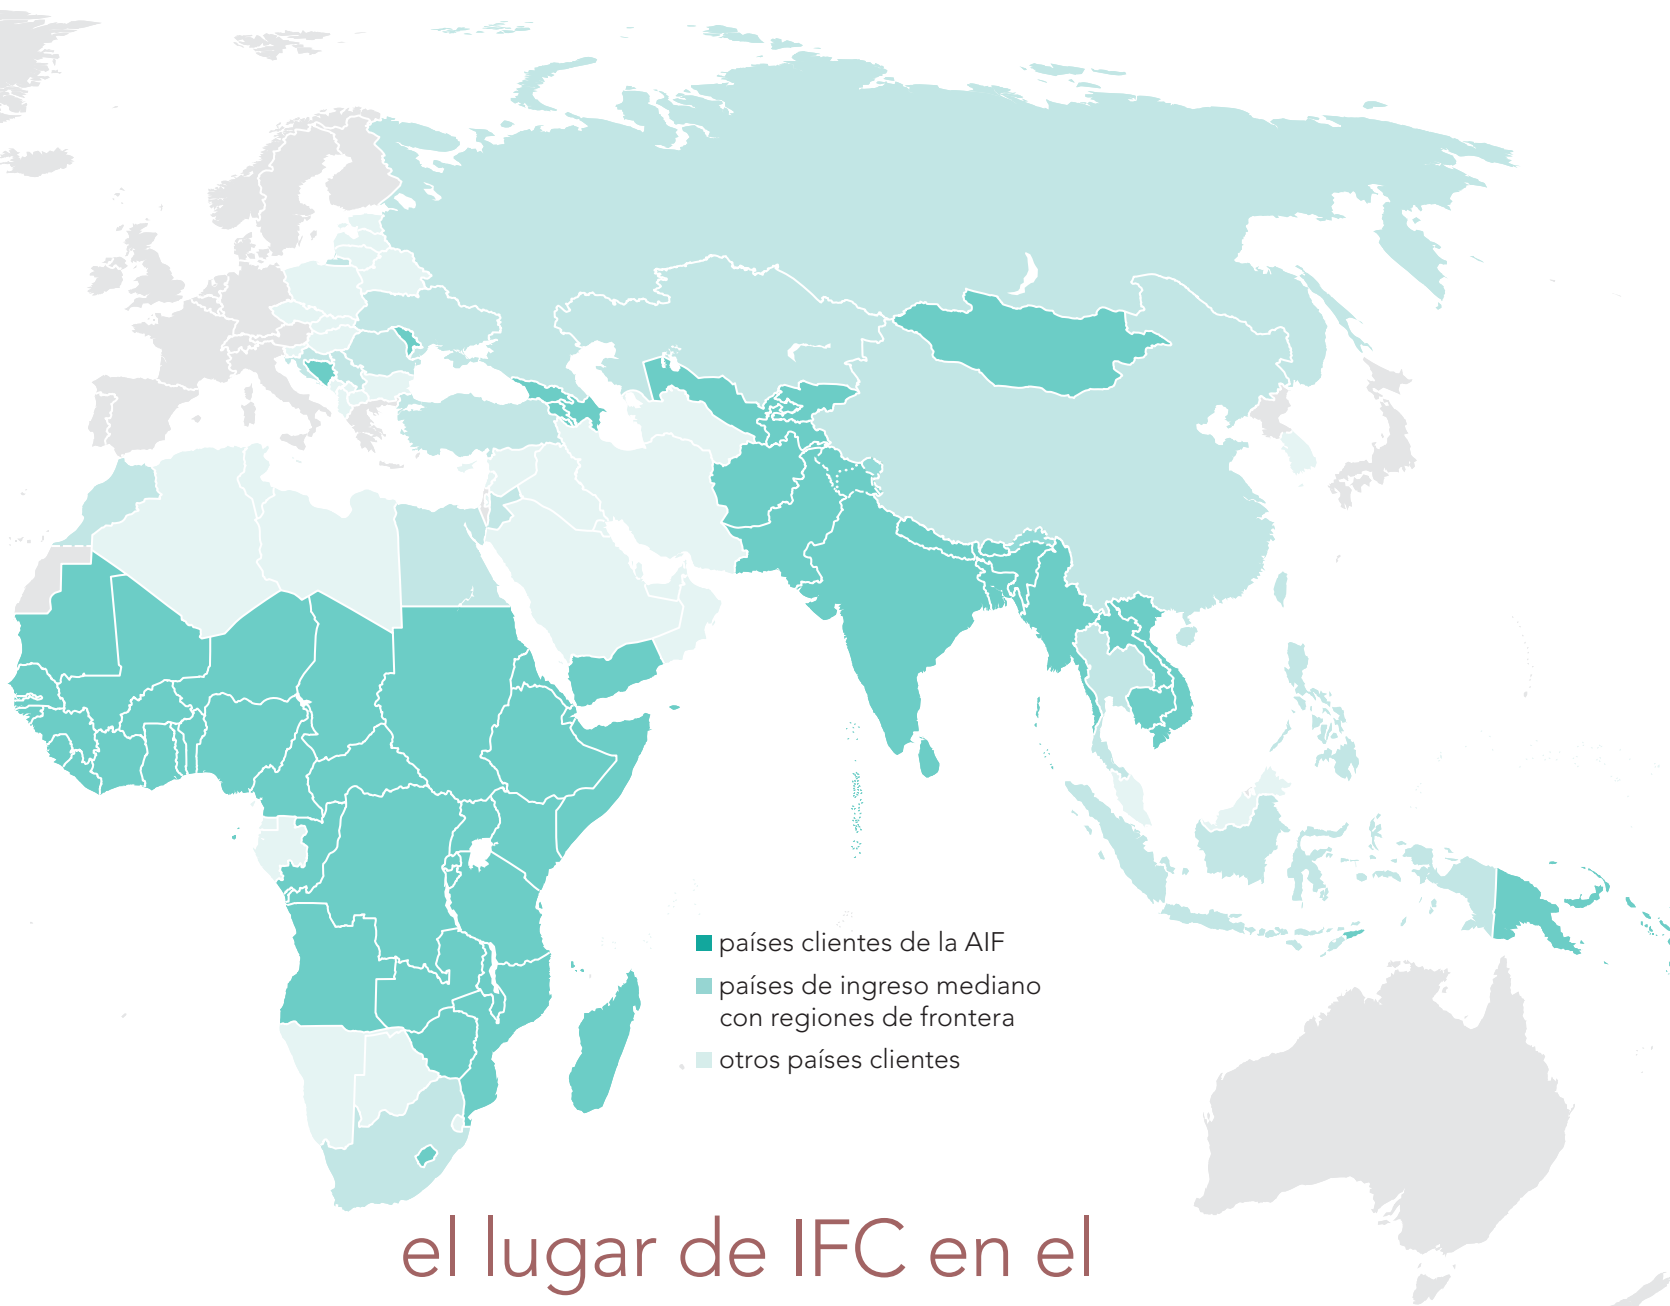 países clientes de la AIF
países de ingreso mediano
con regiones de frontera
otros países clientes
el lugar de IFC en el